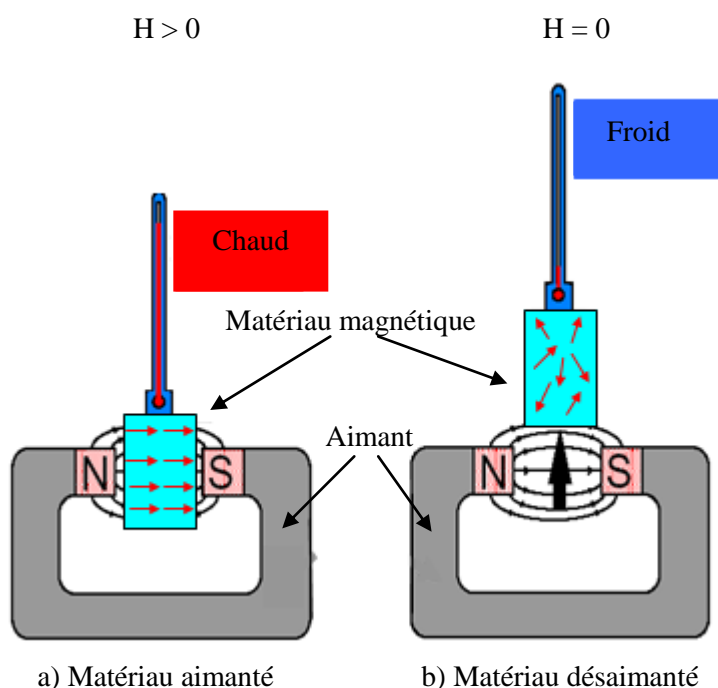 H > 0
H = 0
Froid
Chaud
Matériau magnétique
Aimant
N S
N S
a) Matériau aimanté
b) Matériau désaimanté